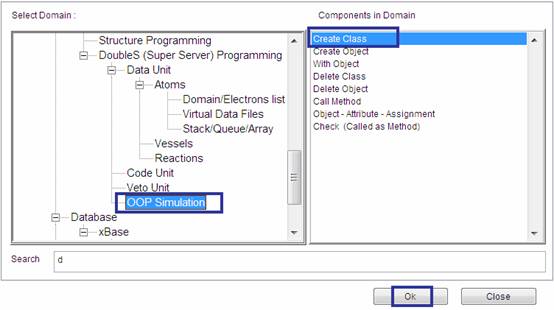 Select Domain :
Components in Domain
Structure Programming
DoubleS (Super Server) Programming
Data Unit
Atoms
Domain/Electrons list
Virtual Data Files
Stack/Queue/Array
Vessels
Reactions
Code Unit
Veto Unit
OOP Simulation
Database
xBase
Create Class
Create Object
With Object
Delete Class
Delete Object
Call Method
Object - Attribute - Assignment
Check (Called as Method)
Search
d
Ok
Close